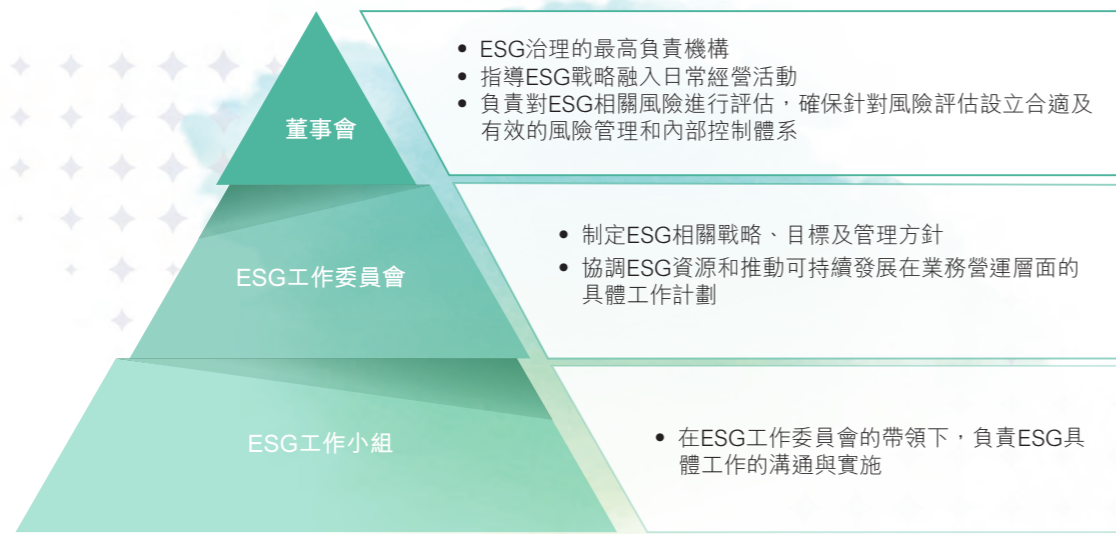 董事會
• ESG治理的最高負責機構
• 指導ESG戰略融入日常經營活動
• 負責對ESG相關風險進行評估，確保針對風險評估設立合適及
有效的風險管理和內部控制體系
ESG工作委員會
• 制定ESG相關戰略、目標及管理方針
• 協調ESG資源和推動可持續發展在業務營運層面的
具體工作計劃
ESG工作小組
• 在ESG工作委員會的帶領下，負責ESG具
體工作的溝通與實施